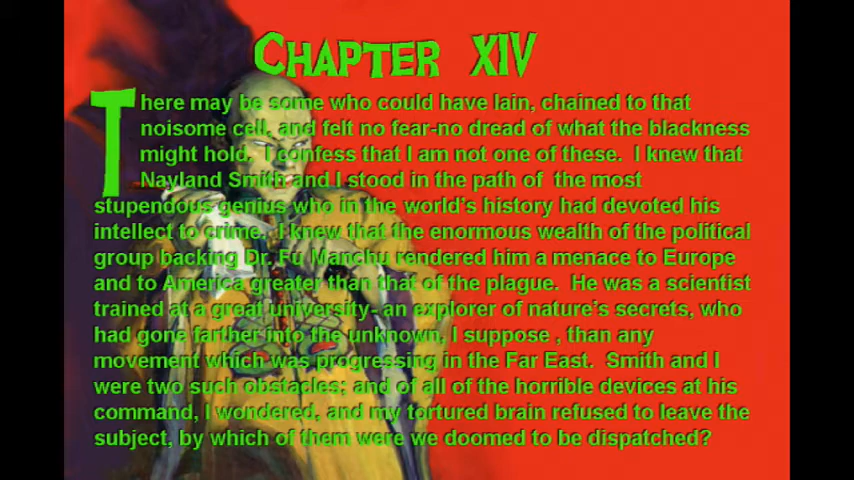 CHAPTER XIV
There may be some who could have lain, chained to that
noisome cell, and felt no fear-no dread of what the blackness
might hold. I confess that I am not one of these. I knew that
Nayland Smith and I stood in the path of the most
stupendous genius who in the world's history had devoted his
intellect to crime. I knew that the enormous wealth of the political
group backing Dr. Fu Manchu rendered him a menace to Europe
and to America greater than that of the plague. He was a scientist
trained at a great university- an explorer of nature's secrets, who
had gone farther into the unknown, I suppose , than any
movement which was progressing in the Far East. Smith and I
were two such obstacles; and of all of the horrible devices at his
command, I wondered, and my tortured brain refused to leave the
subject, by which of them were we doomed to be dispatched?